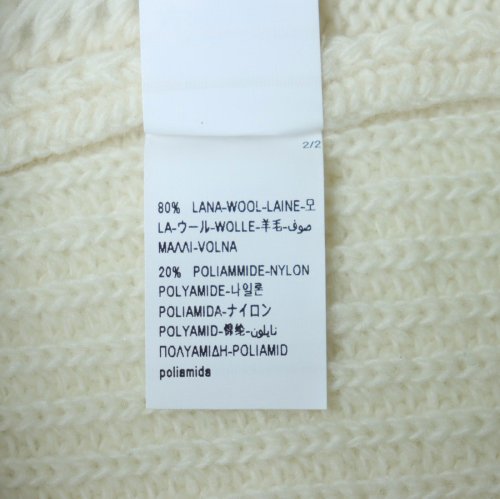 2/2
80% LANA-WOOL-LAINE-모
LA-ウール-WOLLE-羊毛-صوف
ΜΑΛΛΙ-VOLNA
20% POLIAMMIDE-NYLON
POLYAMIDE-나일론
POLIAMIDA-ナイロン
POLYAMID-锦纶-نايلون
ΠΟΛΥΑΜΙΔΗ-POLIAMID
poliamida